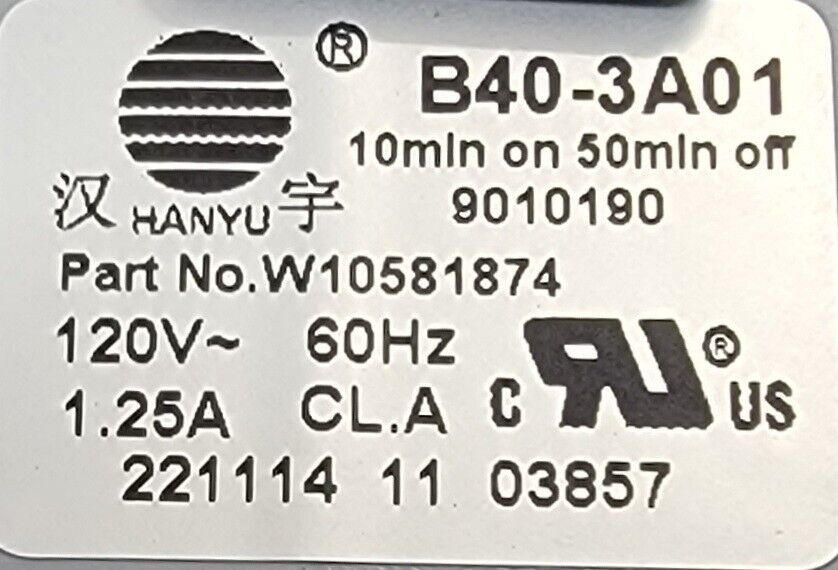 ®
B40-3A01
10min on 50min off
汉 HANYU 宇
9010190
Part No.W10581874
120V~ 60Hz
1.25A CL.A
C RU ® US
221114 11 03857